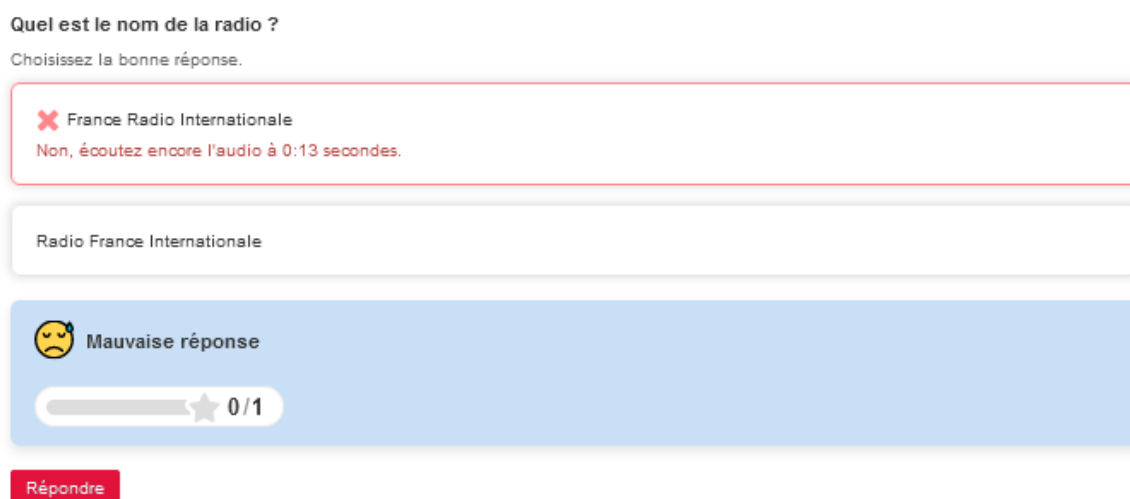 Quel est le nom de la radio ?
Choisissez la bonne réponse.
France Radio Internationale
Non, écoutez encore l'audio à 0:13 secondes.
Radio France Internationale
Mauvaise réponse
0/1
Répondre